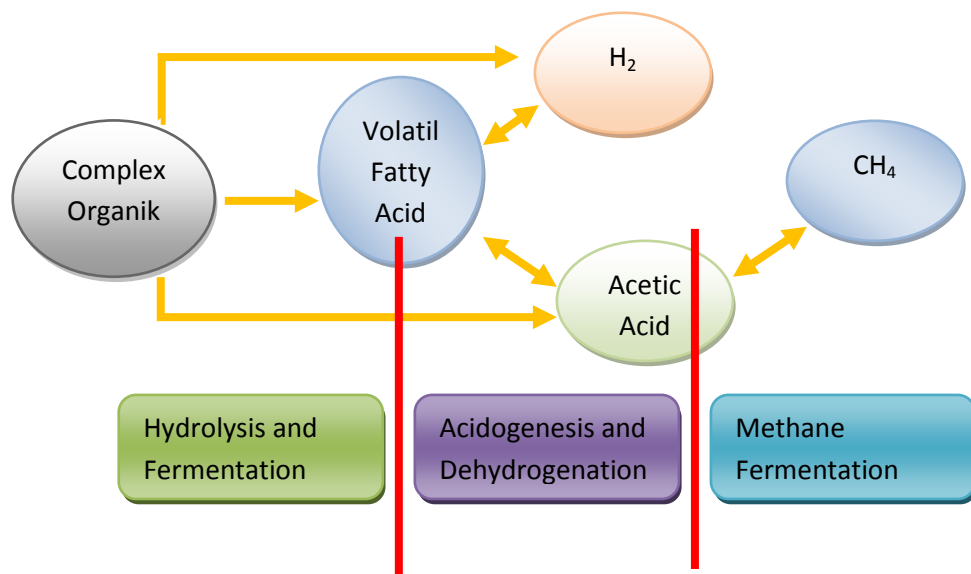 H₂
Volatil
Fatty
Acid
Complex
Organik
CH₄
Acetic
Acid
Hydrolysis and
Fermentation
Acidogenesis and
Dehydrogenation
Methane
Fermentation